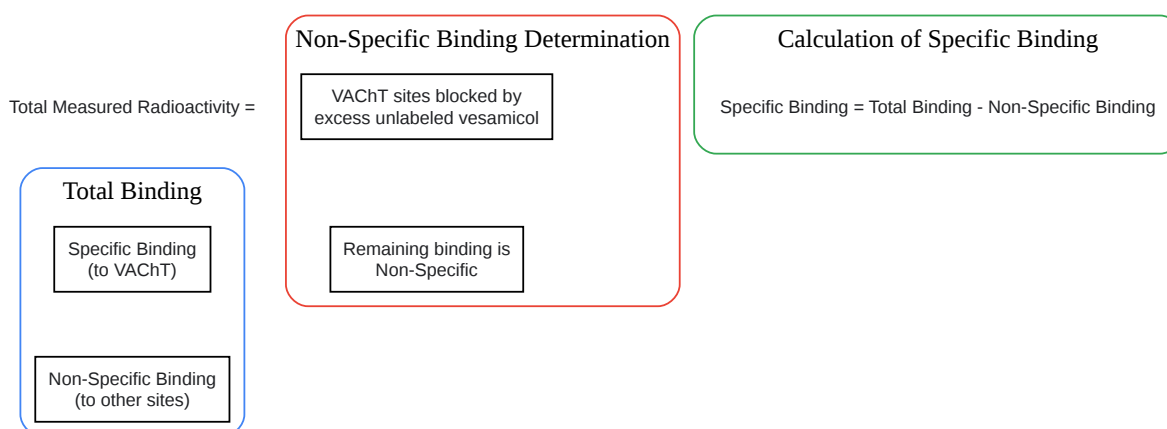 Total Measured Radioactivity =
Total Binding
Specific Binding
(to VAChT)
Non-Specific Binding
(to other sites)
Non-Specific Binding Determination
VAChT sites blocked by
excess unlabeled vesamicol
Remaining binding is
Non-Specific
Calculation of Specific Binding
Specific Binding = Total Binding - Non-Specific Binding